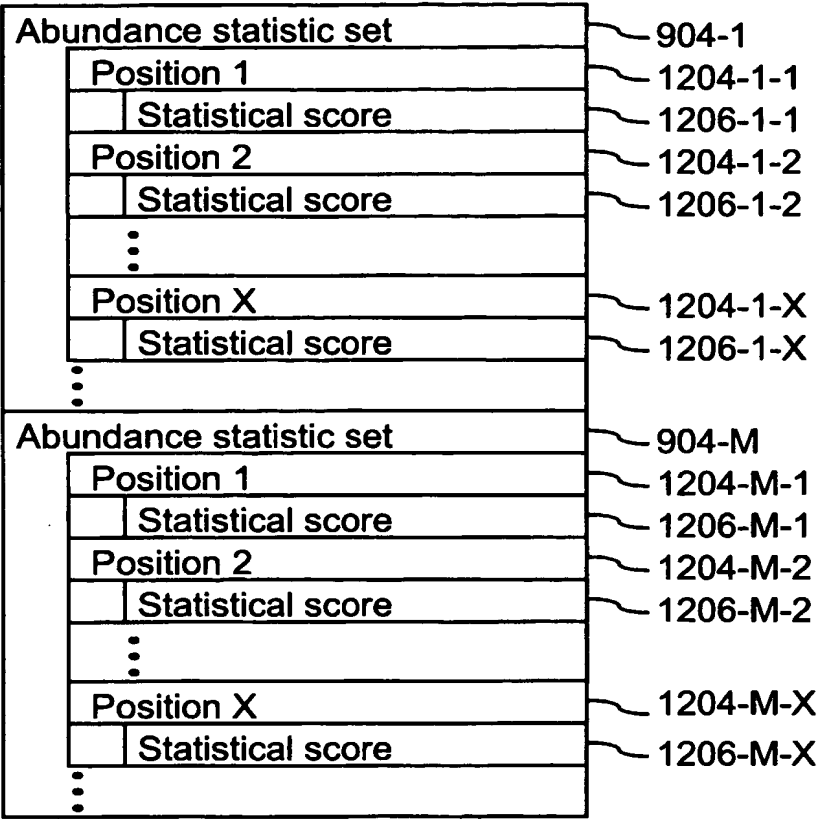 Abundance statistic set 904-1
Position 1 1204-1-1
Statistical score 1206-1-1
Position 2 1204-1-2
Statistical score 1206-1-2
Position X 1204-1-X
Statistical score 1206-1-X
Abundance statistic set 904-M
Position 1 1204-M-1
Statistical score 1206-M-1
Position 2 1204-M-2
Statistical score 1206-M-2
Position X 1204-M-X
Statistical score 1206-M-X